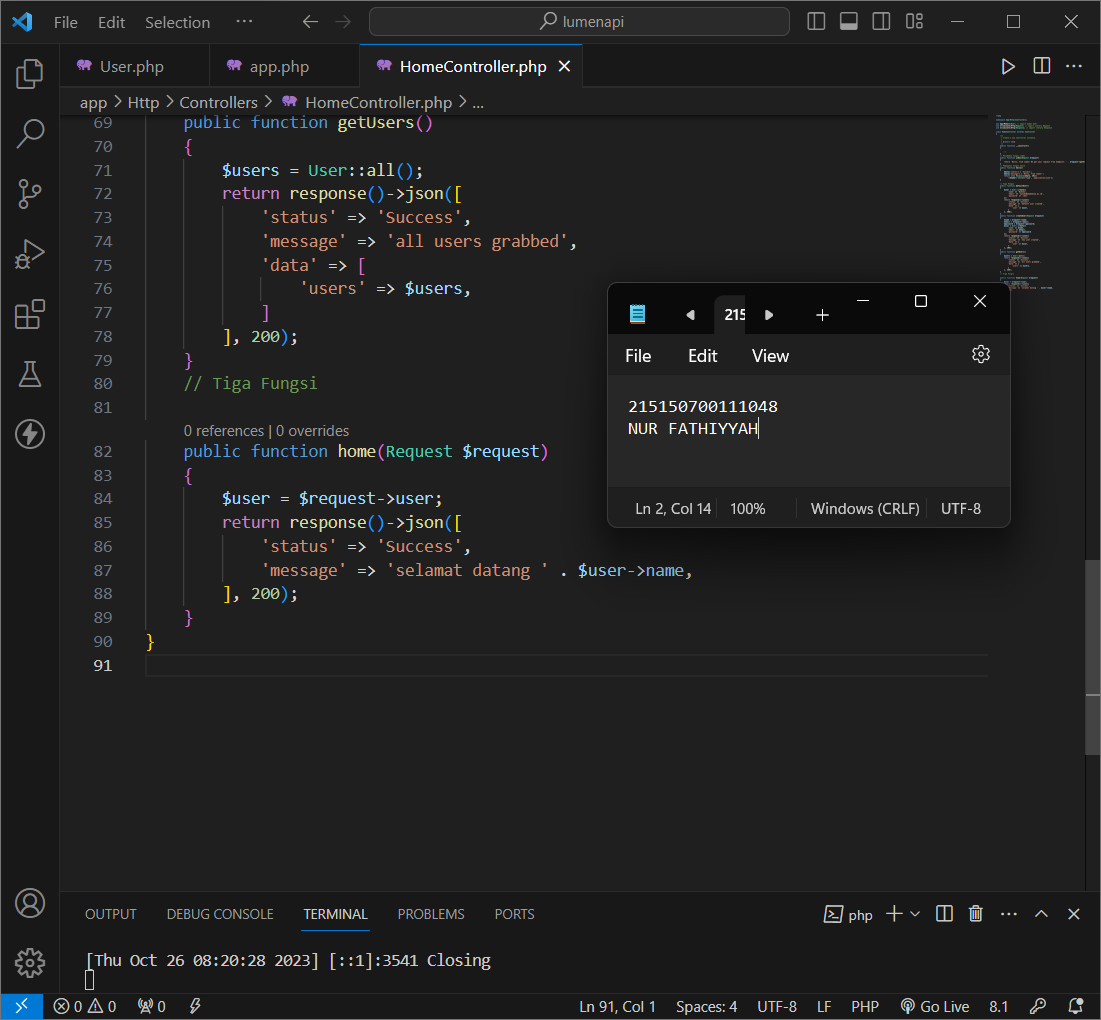 File Edit Selection ··· lumenapi
User.php app.php HomeController.php
app > Http > Controllers > HomeController.php > ...
69 public function getUsers()
70 {
71 $users = User::all();
72 return response()->json([
73 'status' => 'Success',
74 'message' => 'all users grabbed',
75 'data' => [
76 'users' => $users,
77 ]
78 ], 200);
79 }
80 // Tiga Fungsi
81
0 references | 0 overrides
82 public function home(Request $request)
83 {
84 $user = $request->user;
85 return response()->json([
86 'status' => 'Success',
87 'message' => 'selamat datang ' . $user->name,
88 ], 200);
89 }
90 }
91
215
File Edit View
215150700111048
NUR FATHIYYAH
Ln 2, Col 14 100% Windows (CRLF) UTF-8
OUTPUT DEBUG CONSOLE TERMINAL PROBLEMS PORTS php
[Thu Oct 26 08:20:28 2023] [::1]:3541 Closing
0 0 0 Ln 91, Col 1 Spaces: 4 UTF-8 LF PHP Go Live 8.1